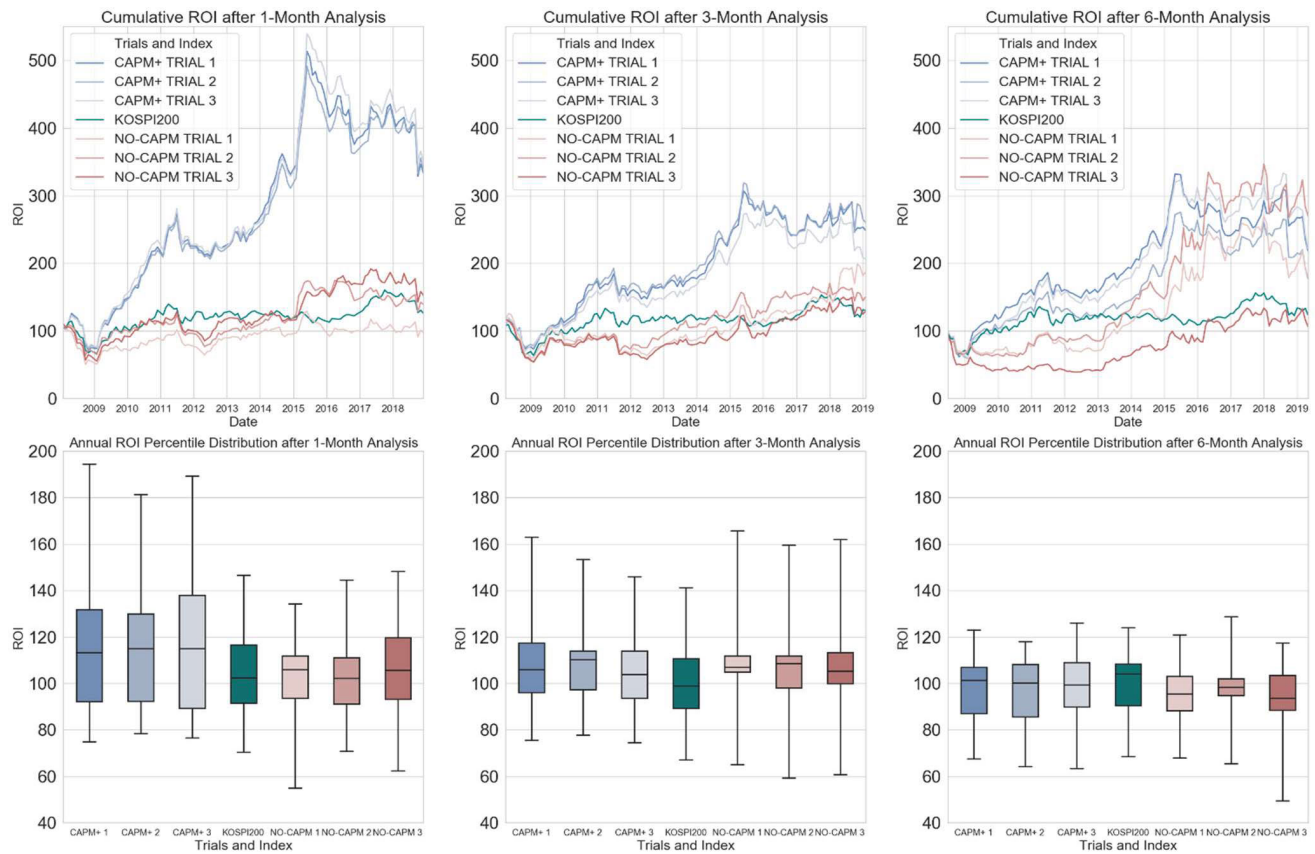 Cumulative ROI after 1-Month Analysis
Trials and Index
CAPM+ TRIAL 1
CAPM+ TRIAL 2
CAPM+ TRIAL 3
KOSPI200
NO-CAPM TRIAL 1
NO-CAPM TRIAL 2
NO-CAPM TRIAL 3
500
400
300
200
100
0
ROI
2009 2010 2011 2012 2013 2014 2015 2016 2017 2018
Date
Cumulative ROI after 3-Month Analysis
Trials and Index
CAPM+ TRIAL 1
CAPM+ TRIAL 2
CAPM+ TRIAL 3
KOSPI200
NO-CAPM TRIAL 1
NO-CAPM TRIAL 2
NO-CAPM TRIAL 3
500
400
300
200
100
0
ROI
2009 2010 2011 2012 2013 2014 2015 2016 2017 2018 2019
Date
Cumulative ROI after 6-Month Analysis
Trials and Index
CAPM+ TRIAL 1
CAPM+ TRIAL 2
CAPM+ TRIAL 3
KOSPI200
NO-CAPM TRIAL 1
NO-CAPM TRIAL 2
NO-CAPM TRIAL 3
500
400
300
200
100
0
ROI
2009 2010 2011 2012 2013 2014 2015 2016 2017 2018 2019
Date
Annual ROI Percentile Distribution after 1-Month Analysis
200
180
160
140
120
100
80
60
40
ROI
CAPM+ 1 CAPM+ 2 CAPM+ 3 KOSPI200 NO-CAPM 1 NO-CAPM 2 NO-CAPM 3
Trials and Index
Annual ROI Percentile Distribution after 3-Month Analysis
200
180
160
140
120
100
80
60
40
ROI
CAPM+ 1 CAPM+ 2 CAPM+ 3 KOSPI200 NO-CAPM 1 NO-CAPM 2 NO-CAPM 3
Trials and Index
Annual ROI Percentile Distribution after 6-Month Analysis
200
180
160
140
120
100
80
60
40
ROI
CAPM+ 1 CAPM+ 2 CAPM+ 3 KOSPI200 NO-CAPM 1 NO-CAPM 2 NO-CAPM 3
Trials and Index